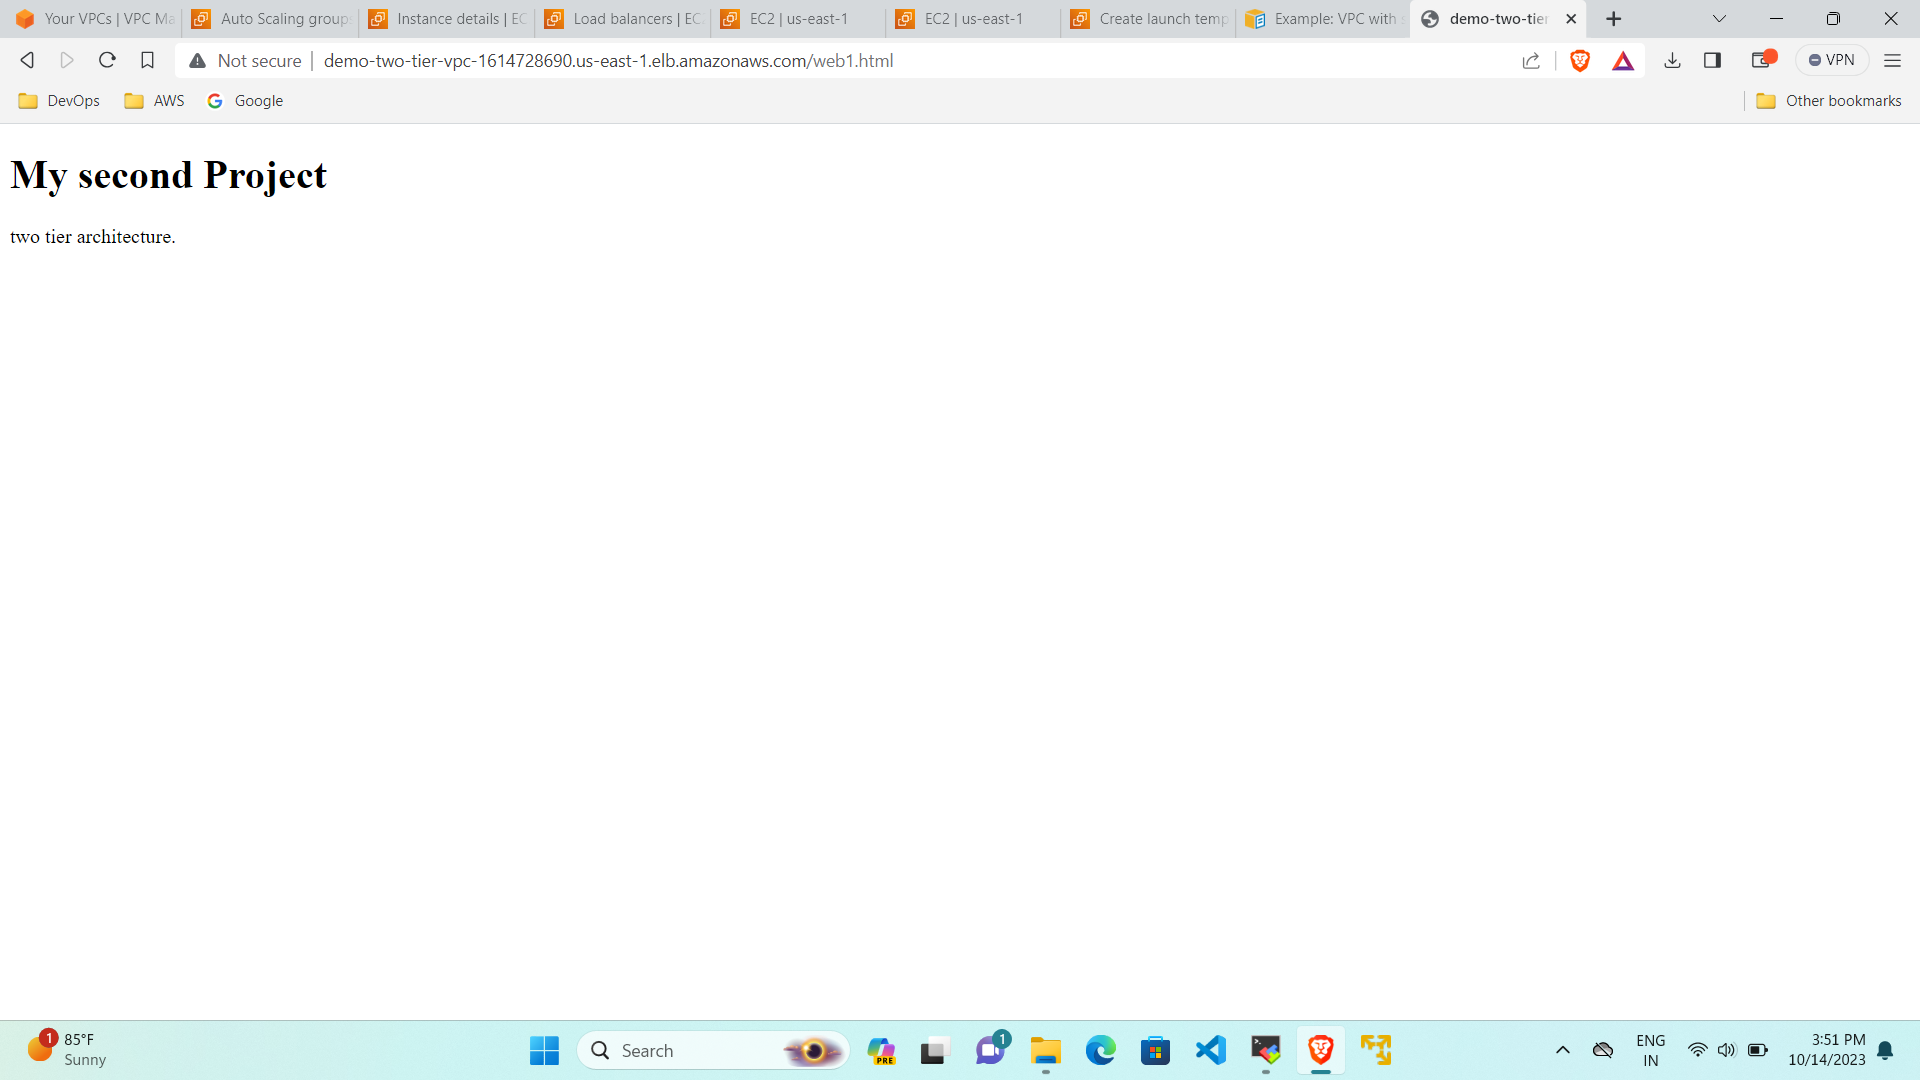 Your VPCs | VPC Ma
Auto Scaling group
Instance details | EC
Load balancers | EC
EC2 | us-east-1
EC2 | us-east-1
Create launch temp
Example: VPC with s
demo-two-tier
Not secure
demo-two-tier-vpc-1614728690.us-east-1.elb.amazonaws.com/web1.html
VPN
DevOps
AWS
Google
Other bookmarks
My second Project
two tier architecture.
1
85°F
Sunny
Search
PRE
1
ENG
IN
3:51 PM
10/14/2023